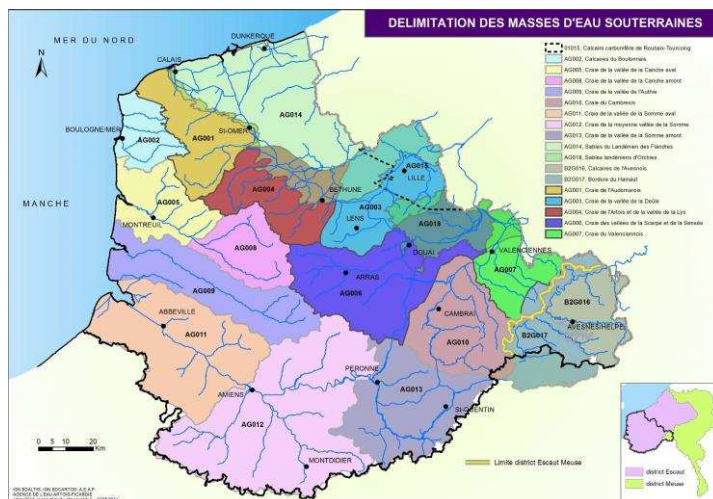 DELIMITATION DES MASSES D'EAU SOUTERRAINES
MER DU NORD
DUNKERQUE
N
CALAIS
AG014
BOULOGNE/MER
AG002
AG001
ST-OMER
AG015
LILLE
AG004
BETHUNE
AG003
MANCHE
AG005
LENS
MONTREUIL
AG018
AG008
DOUAI
VALENCIENNES
AG007
ARRAS
AG006
AG009
B2G016
ABBEVILLE
CAMBRAI
AVESNES/HELPE
AG011
AG010
B2G017
PERONNE
AG013
AMIENS
ST-QUENTIN
AG012
MONTDIDIER
0 5 10 20
Km
Limite district Escaut Meuse
01015, Calcaire carbonifère de Roubaix-Tourcoing
AG002, Calcaires du Boulonnais
AG005, Craie de la vallée de la Canche aval
AG008, Craie de la vallée de la Canche amont
AG009, Craie de la vallée de l'Authie
AG010, Craie du Cambresis
AG011, Craie de la vallée de la Somme aval
AG012, Craie de la moyenne vallée de la Somme
AG013, Craie de la vallée de la Somme amont
AG014, Sables du Landénien des Flandres
AG018, Sables landéniens d'Orchies
B2G016, Calcaires de l'Avesnois
B2G017, Bordure du Hainaut
AG001, Craie de l'Audomarois
AG003, Craie de la vallée de la Deûle
AG004, Craie de l'Artois et de la vallée de la Lys
AG006, Craie des vallées de la Scarpe et de la Sensée
AG007, Craie du Valenciennois
district Escaut
district Meuse